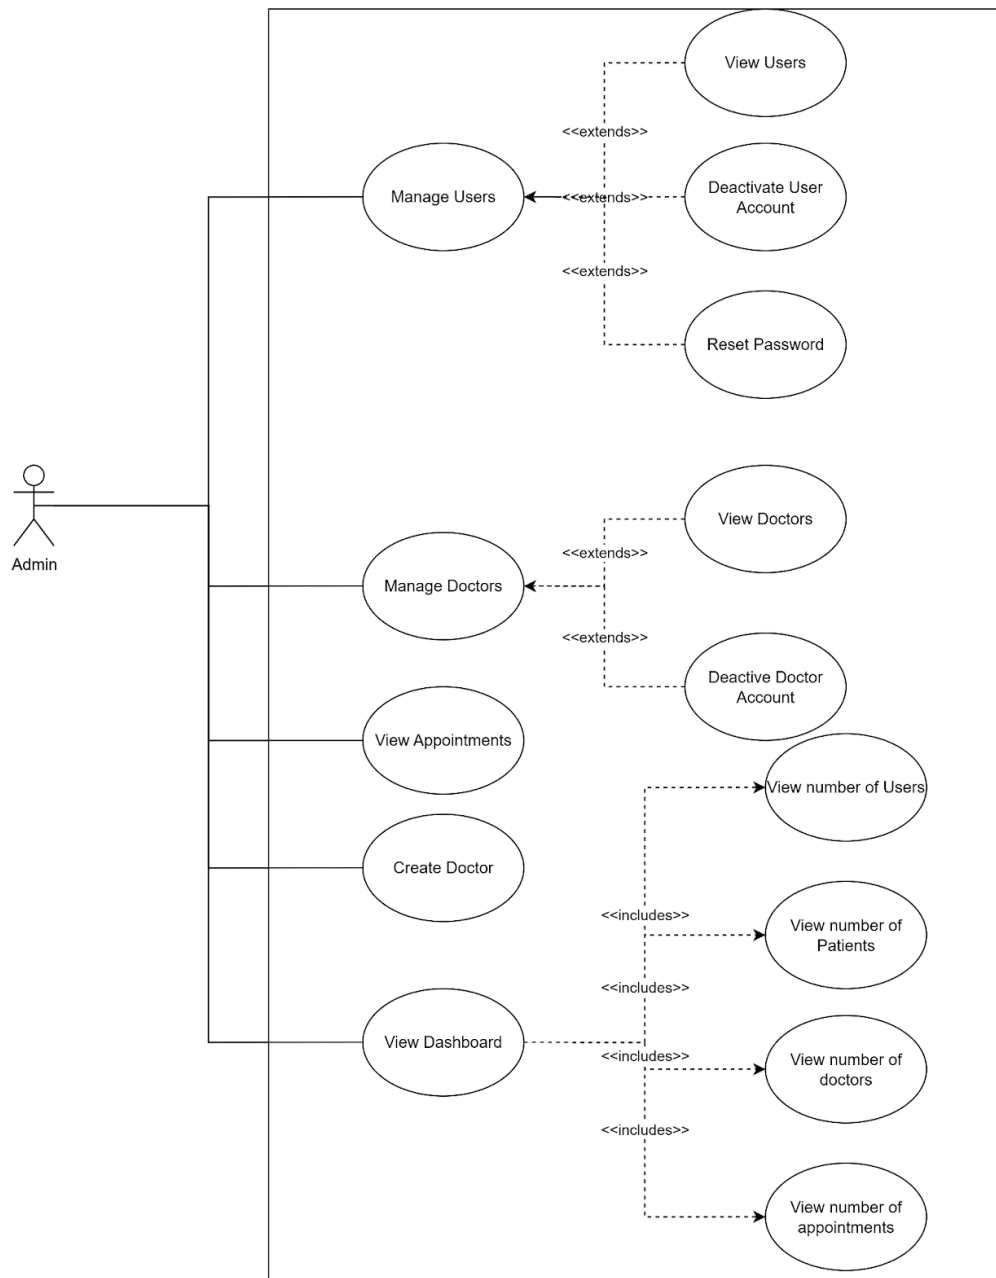 View Users
<<extends>>
Manage Users
<<extends>>
Deactivate User
Account
<<extends>>
Reset Password
Admin
View Doctors
<<extends>>
Manage Doctors
<<extends>>
Deactive Doctor
Account
View Appointments
View number of Users
Create Doctor
<<includes>>
View number of
Patients
<<includes>>
View Dashboard
<<includes>>
View number of
doctors
<<includes>>
View number of
appointments